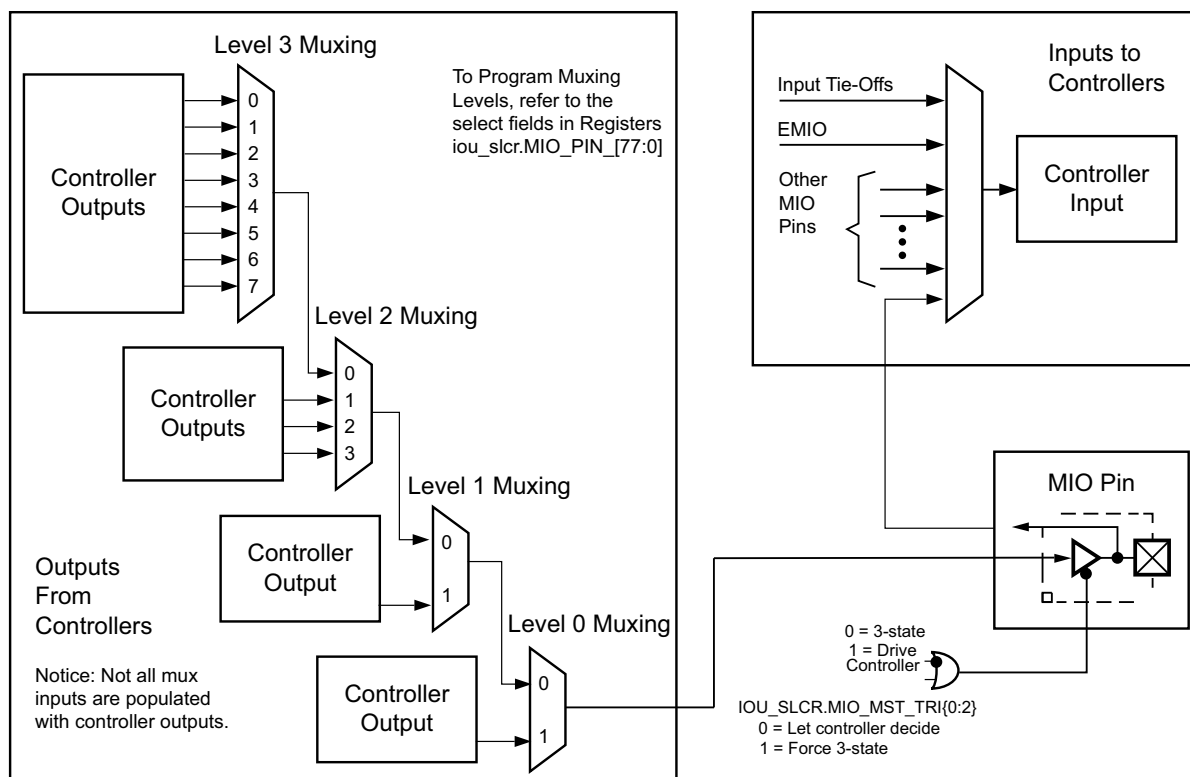 Level 3 Muxing
Controller
Outputs
0
1
2
3
4
5
6
7
To Program Muxing
Levels, refer to the
select fields in Registers
iou_slcr.MIO_PIN_[77:0]
Level 2 Muxing
Controller
Outputs
0
1
2
3
Level 1 Muxing
Controller
Output
0
1
Level 0 Muxing
Controller
Output
0
1
Outputs
From
Controllers
Notice: Not all mux
inputs are populated
with controller outputs.
Inputs to
Controllers
Input Tie-Offs
EMIO
Other
MIO
Pins
Controller
Input
MIO Pin
0 = 3-state
1 = Drive
Controller
IOU_SLCR.MIO_MST_TRI{0:2}
0 = Let controller decide
1 = Force 3-state